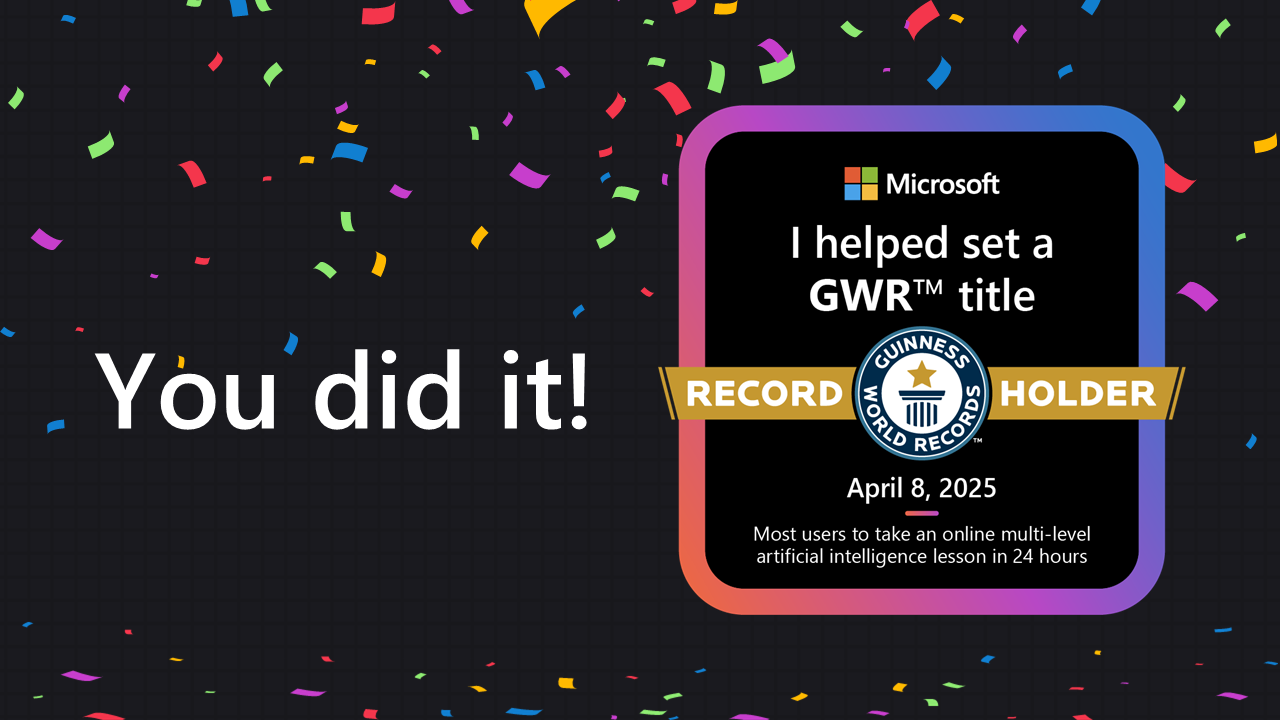 You did it!
Microsoft
I helped set a
GWR™ title
RECORD
GUINNESS
WORLD RECORDS™
HOLDER
April 8, 2025
Most users to take an online multi-level
artificial intelligence lesson in 24 hours